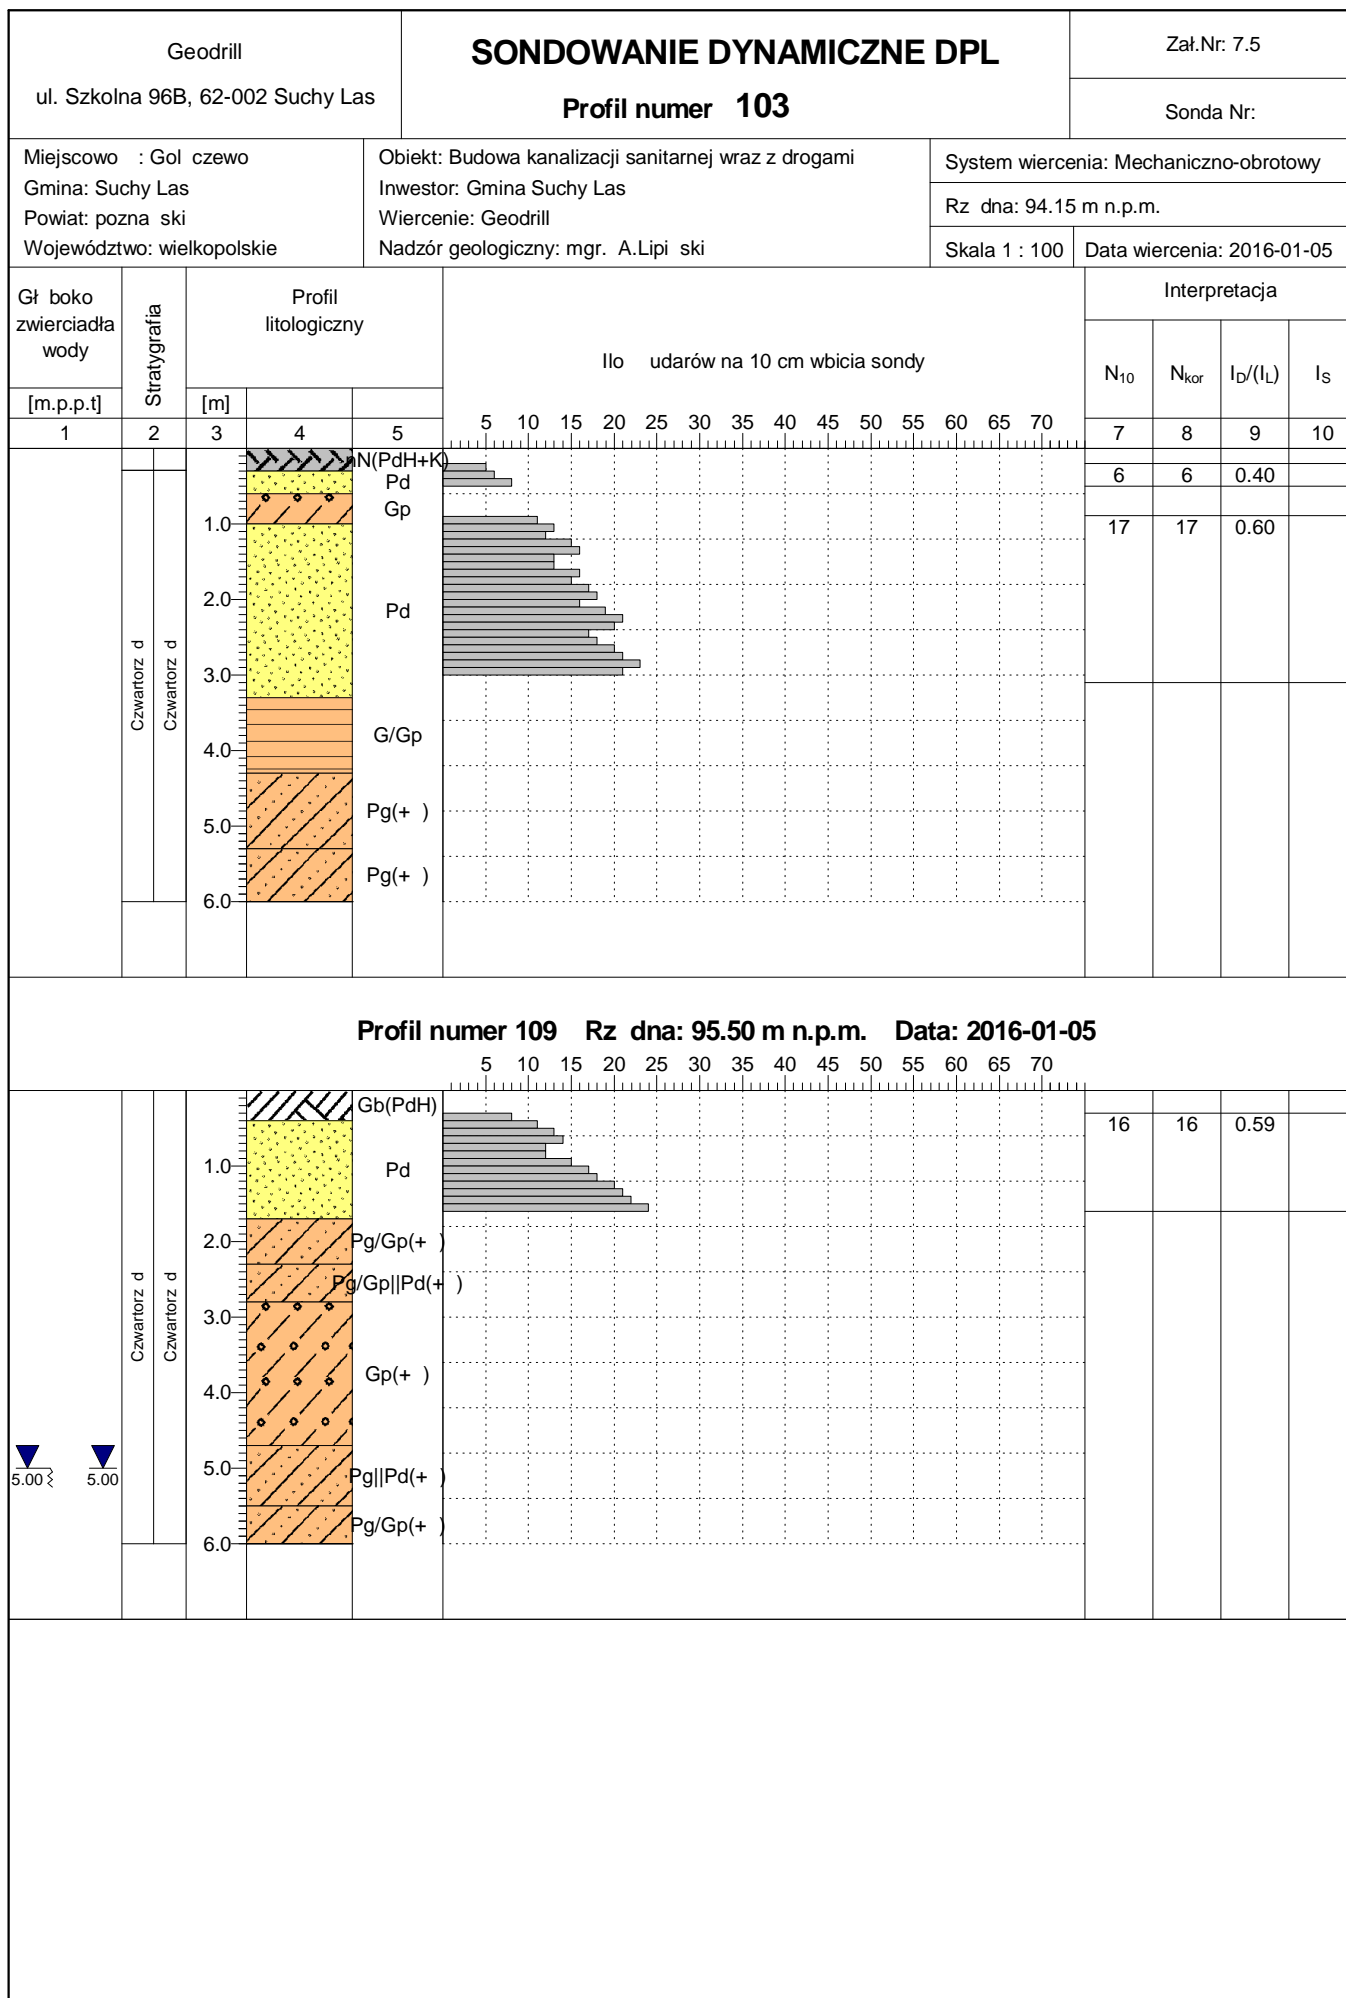 Geodrill
ul. Szkolna 96B, 62-002 Suchy Las
SONDOWANIE DYNAMICZNE DPL
Profil numer 103
Zał.Nr: 7.5
Sonda Nr:
Miejscowo : Gol czewo
Gmina: Suchy Las
Powiat: pozna ski
Województwo: wielkopolskie
Obiekt: Budowa kanalizacji sanitarnej wraz z drogami
Inwestor: Gmina Suchy Las
Wiercenie: Geodrill
Nadzór geologiczny: mgr. A.Lipi ski
System wiercenia: Mechaniczno-obrotowy
Rz dna: 94.15 m n.p.m.
Skala 1 : 100
Data wiercenia: 2016-01-05
Gł boko
zwierciadła
wody
[m.p.p.t]
Stratygrafia
Profil
litologiczny
[m]
Ilo udarów na 10 cm wbicia sondy
Interpretacja
N10 Nkor ID/(IL) IS
5 10 15 20 25 30 35 40 45 50 55 60 65 70
1 2 3 4 5 7 8 9 10
nN(PdH+K)
Pd
6 6 0.40
Gp
1.0
17 17 0.60
2.0
Pd
3.0
Czwartorz d
Czwartorz d
G/Gp
4.0
Pg(+ )
5.0
Pg(+ )
6.0
Profil numer 109 Rz dna: 95.50 m n.p.m. Data: 2016-01-05
5 10 15 20 25 30 35 40 45 50 55 60 65 70
Gb(PdH)
16 16 0.59
1.0
Pd
2.0
Pg/Gp(+ )
Pg/Gp||Pd(+ )
3.0
Czwartorz d
Czwartorz d
Gp(+ )
4.0
5.00 5.00
5.0
Pg||Pd(+ )
Pg/Gp(+ )
6.0